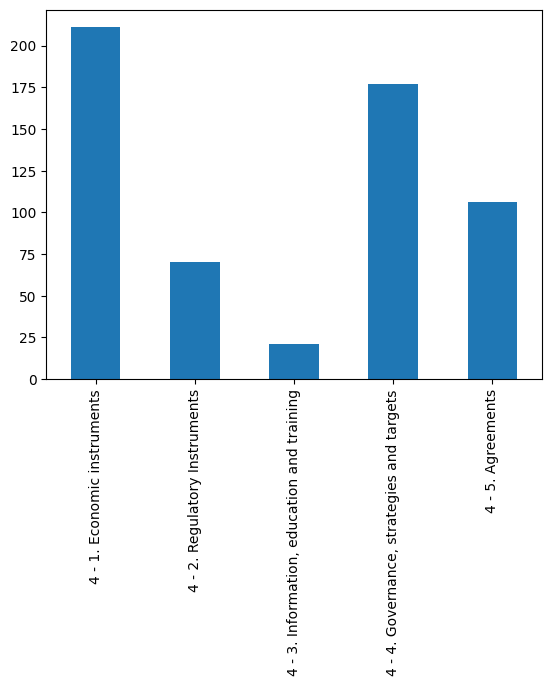 200
175
150
125
100
75
50
25
0
4 - 1. Economic instruments
4 - 2. Regulatory Instruments
4 - 3. Information, education and training
4 - 4. Governance, strategies and targets
4 - 5. Agreements